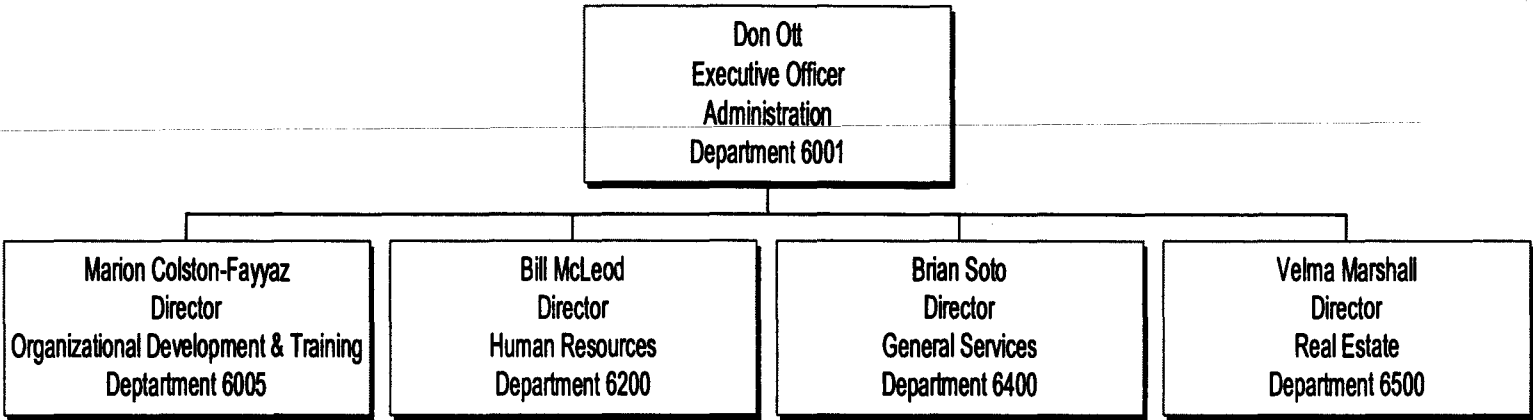 Don Ott
Executive Officer
Administration
Department 6001
Marion Colston-Fayyaz
Director
Organizational Development & Training
Deptartment 6005
Bill McLeod
Director
Human Resources
Department 6200
Brian Soto
Director
General Services
Department 6400
Velma Marshall
Director
Real Estate
Department 6500